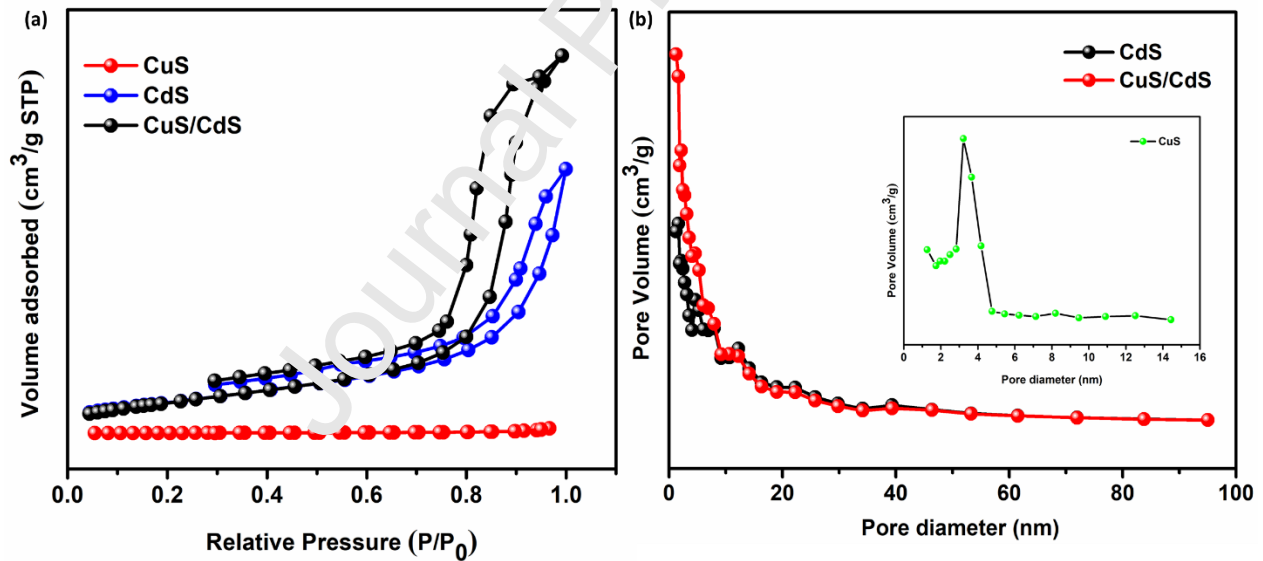 (a)
CuS
CdS
CuS/CdS
Volume adsorbed (cm³/g STP)
0.0 0.2 0.4 0.6 0.8 1.0
Relative Pressure (P/P₀)
Journal P
(b)
CdS
CuS/CdS
Pore Volume (cm³/g)
0 20 40 60 80 100
Pore diameter (nm)
CuS
Pore Volume (cm³/g)
0 2 4 6 8 10 12 14 16
Pore diameter (nm)